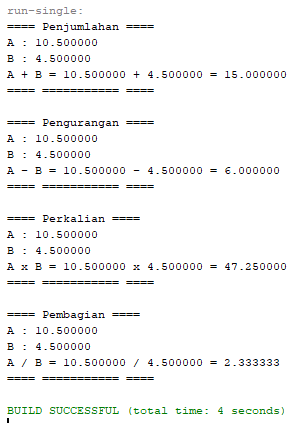 run-single:
==== Penjumlahan ====
A : 10.500000
B : 4.500000
A + B = 10.500000 + 4.500000 = 15.000000
==== =========== ====
==== Pengurangan ====
A : 10.500000
B : 4.500000
A - B = 10.500000 - 4.500000 = 6.000000
==== =========== ====
==== Perkalian ====
A : 10.500000
B : 4.500000
A x B = 10.500000 x 4.500000 = 47.250000
==== =========== ====
==== Pembagian ====
A : 10.500000
B : 4.500000
A / B = 10.500000 / 4.500000 = 2.333333
==== =========== ====
BUILD SUCCESSFUL (total time: 4 seconds)